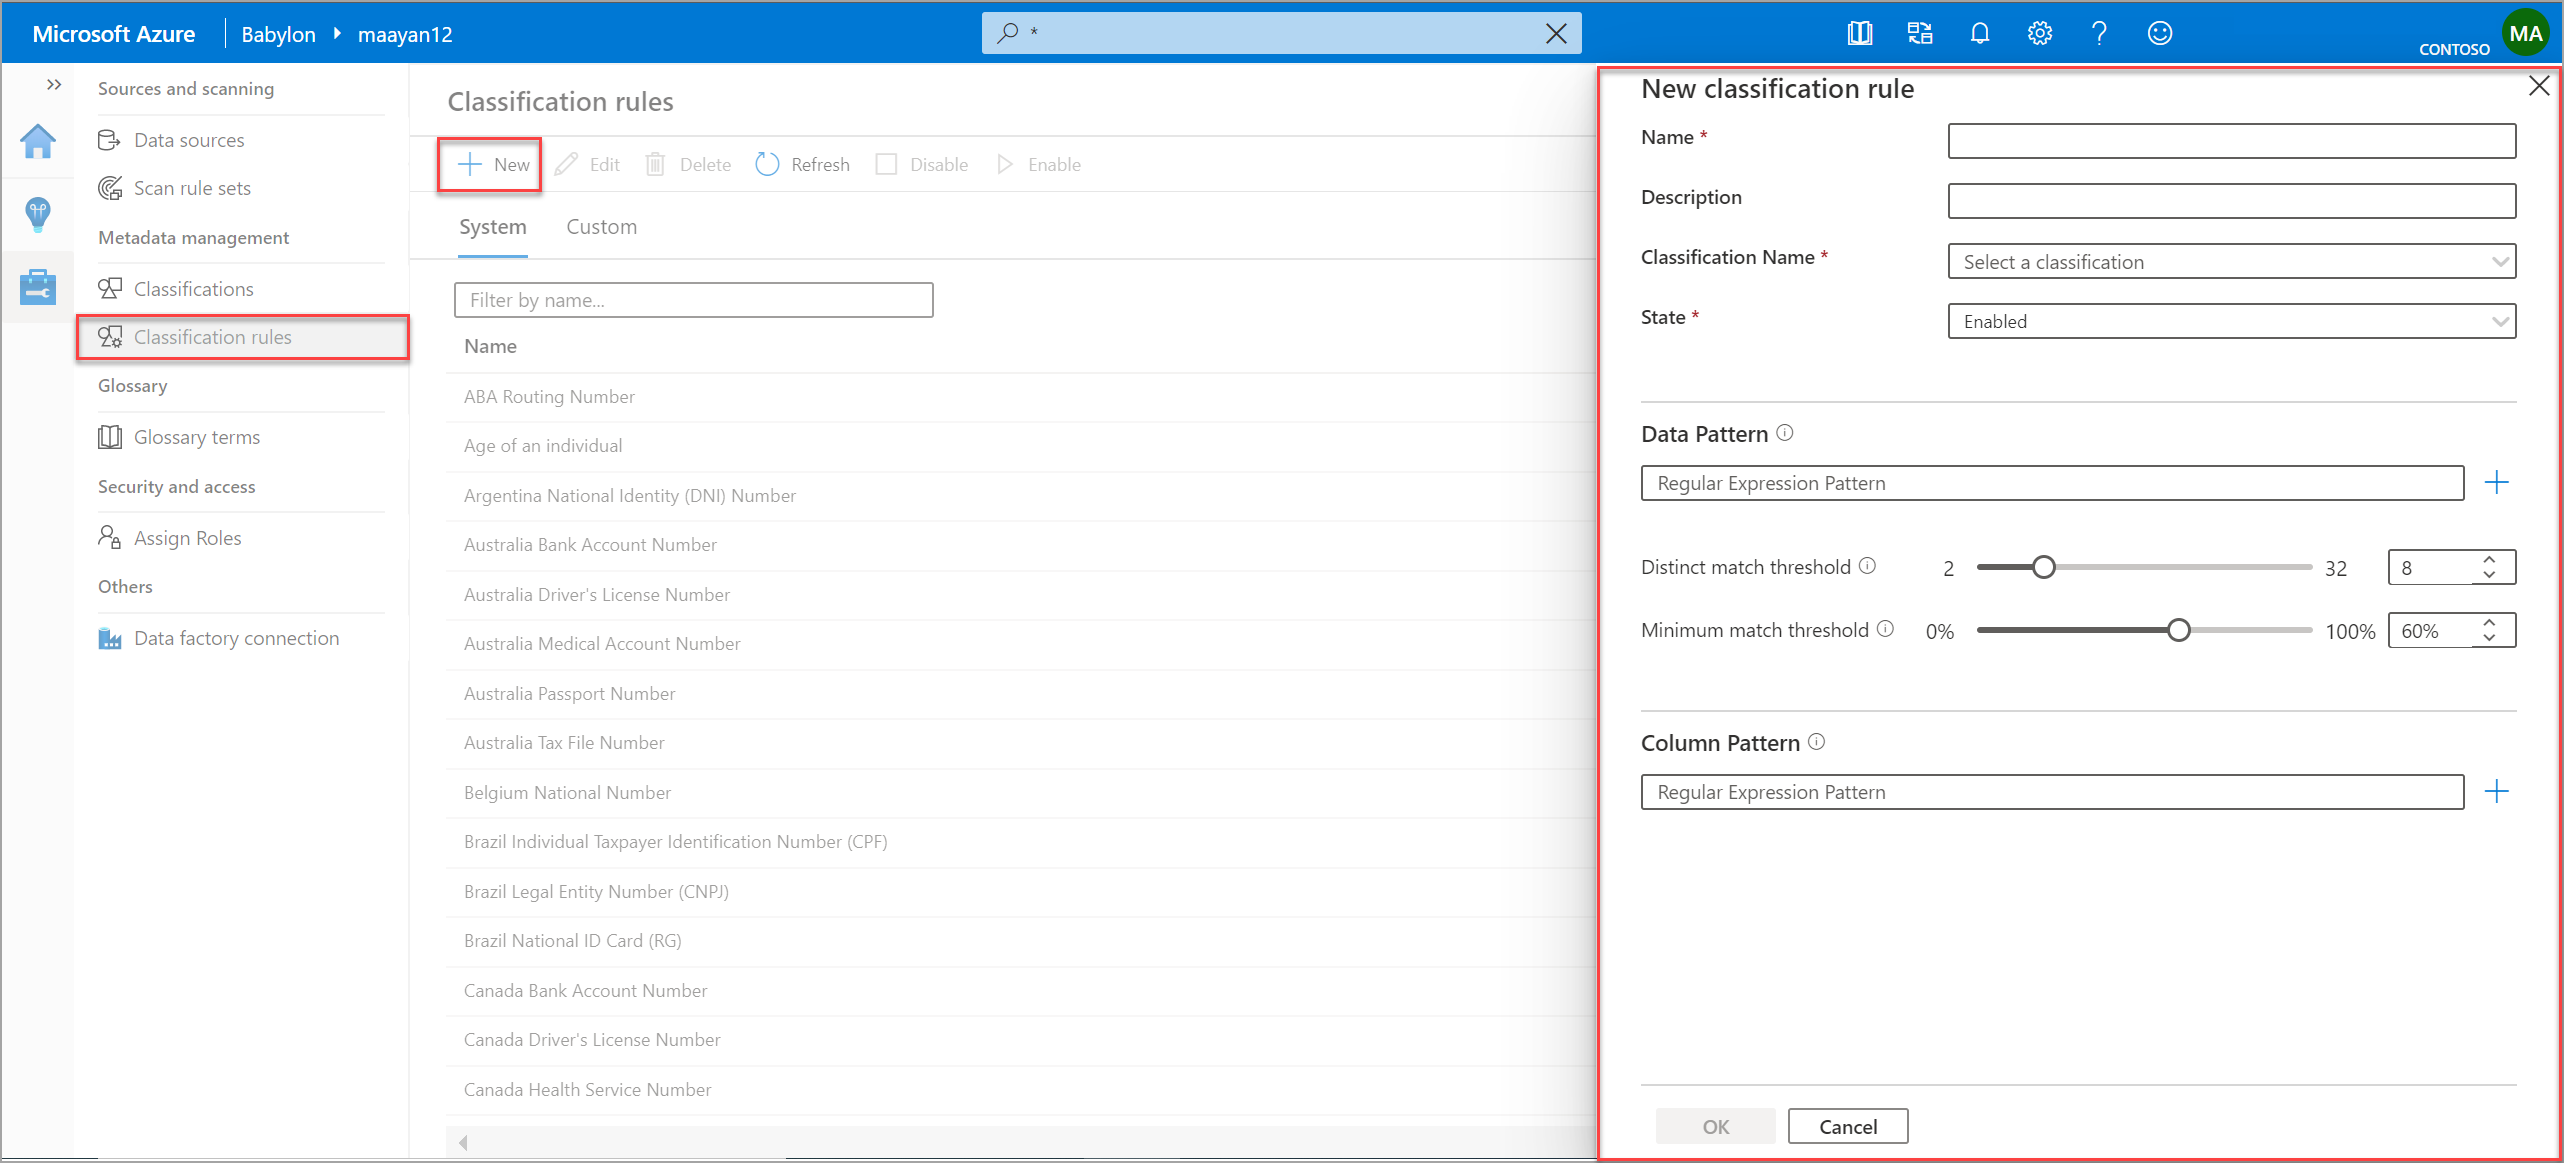 Microsoft Azure
Babylon
maayan12
*
CONTOSO
MA
Sources and scanning
Data sources
Scan rule sets
Metadata management
Classifications
Classification rules
Glossary
Glossary terms
Security and access
Assign Roles
Others
Data factory connection
Classification rules
New
Edit
Delete
Refresh
Disable
Enable
System
Custom
Filter by name...
Name
ABA Routing Number
Age of an individual
Argentina National Identity (DNI) Number
Australia Bank Account Number
Australia Driver's License Number
Australia Medical Account Number
Australia Passport Number
Australia Tax File Number
Belgium National Number
Brazil Individual Taxpayer Identification Number (CPF)
Brazil Legal Entity Number (CNPJ)
Brazil National ID Card (RG)
Canada Bank Account Number
Canada Driver's License Number
Canada Health Service Number
New classification rule
Name *
Description
Classification Name *
Select a classification
State *
Enabled
Data Pattern
Regular Expression Pattern
Distinct match threshold
2
32
8
Minimum match threshold
0%
100%
60%
Column Pattern
Regular Expression Pattern
OK
Cancel